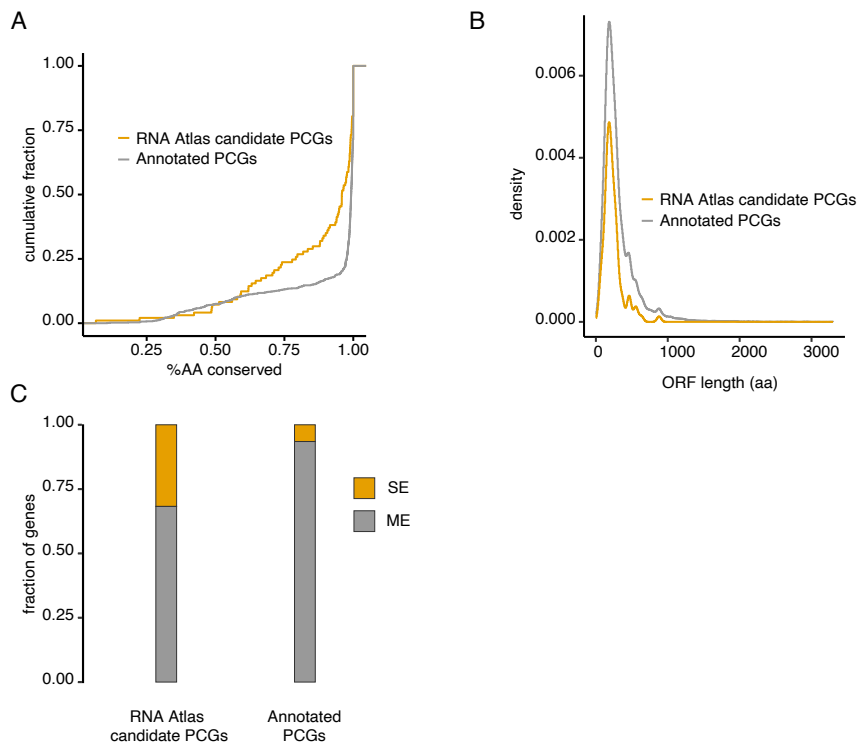 A
1.00
0.75
0.50
0.25
0.00
cumulative fraction
RNA Atlas candidate PCGs
Annotated PCGs
0.25 0.50 0.75 1.00
%AA conserved
B
0.006
0.004
0.002
0.000
density
RNA Atlas candidate PCGs
Annotated PCGs
0 1000 2000 3000
ORF length (aa)
C
1.00
0.75
0.50
0.25
0.00
fraction of genes
SE
ME
RNA Atlas
candidate PCGs
Annotated
PCGs